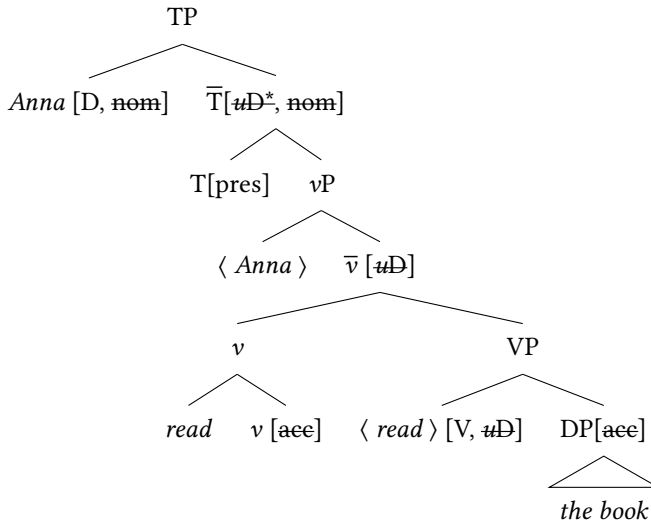 TP
Anna [D, nom] T̅[uD*, nom]
T[pres] vP
⟨ Anna ⟩ v̅ [uD]
v VP
read v [acc] ⟨ read ⟩ [V, uD] DP[acc]
the book